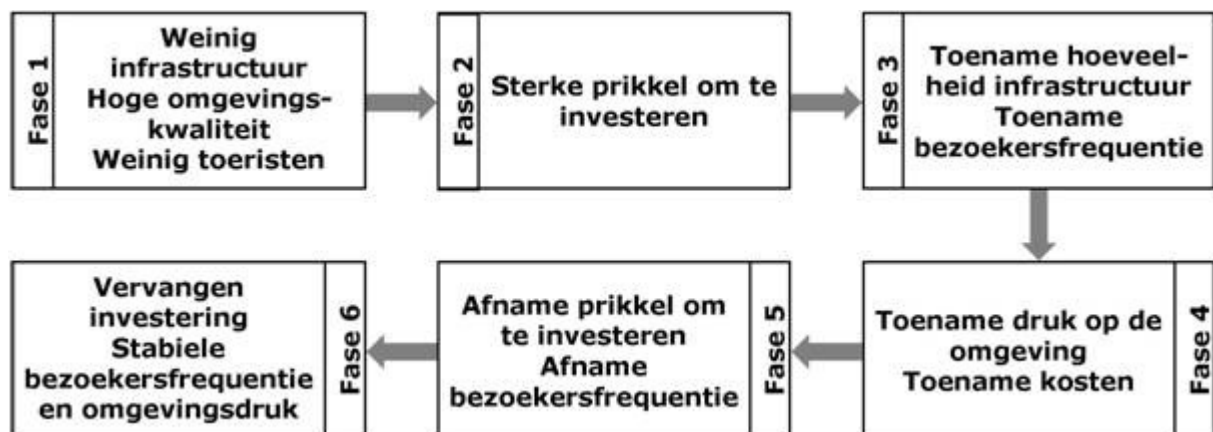 Fase 1
Weinig
infrastructuur
Hoge omgevings-
kwaliteit
Weinig toeristen
Fase 2
Sterke prikkel om te
investeren
Fase 3
Toename hoeveel-
heid infrastructuur
Toename
bezoekersfrequentie
Fase 4
Toename druk op de
omgeving
Toename kosten
Fase 5
Afname prikkel om
te investeren
Afname
bezoekersfrequentie
Fase 6
Vervangen
investering
Stabiele
bezoekersfrequentie
en omgevingsdruk